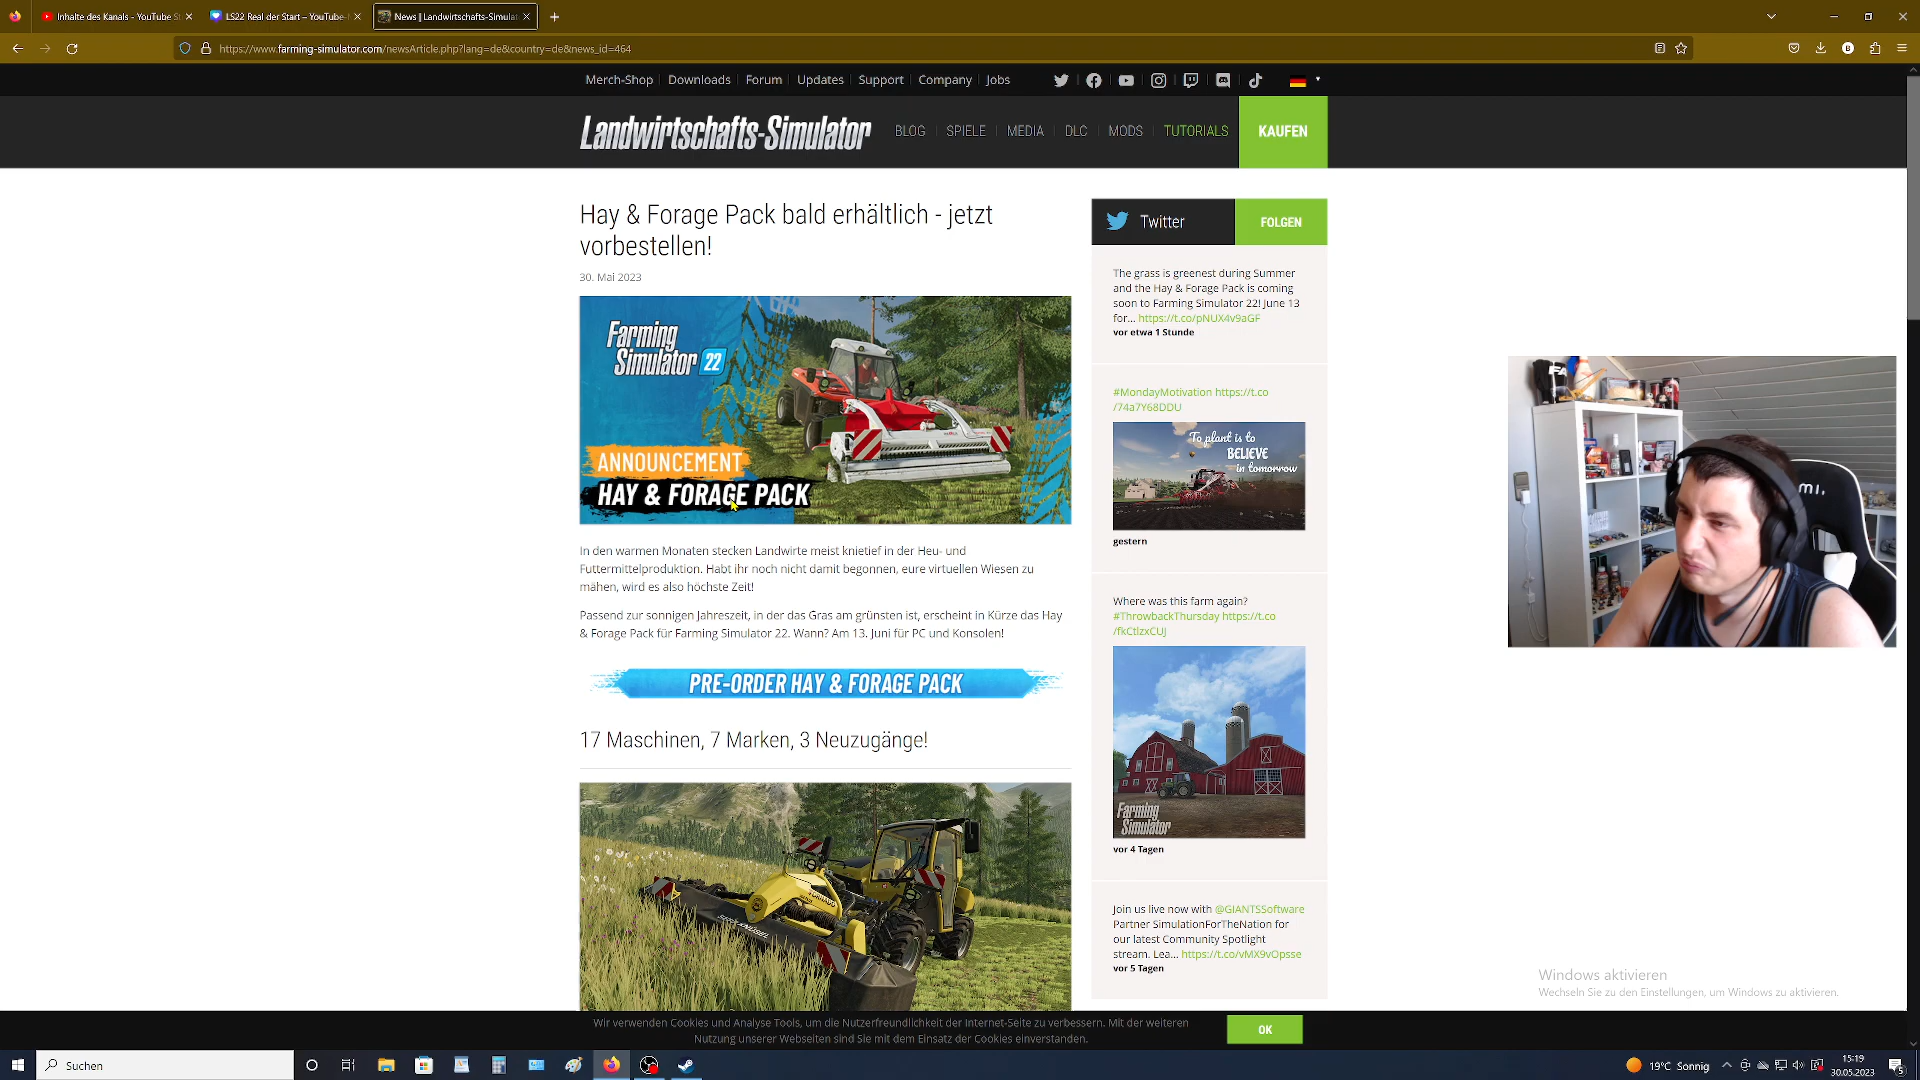 Inhalte des Kanals - YouTube St
LS22 Real der Start – YouTube-
News | Landwirtschafts-Simulat
https://www.farming-simulator.com/newsArticle.php?lang=de&country=de&news_id=464
Merch-Shop
Downloads
Forum
Updates
Support
Company
Jobs
Landwirtschafts-Simulator
BLOG
SPIELE
MEDIA
DLC
MODS
TUTORIALS
KAUFEN
Hay & Forage Pack bald erhältlich - jetzt
vorbestellen!
30. Mai 2023
Farming
Simulator 22
ANNOUNCEMENT
HAY & FORAGE PACK
In den warmen Monaten stecken Landwirte meist knietief in der Heu- und
Futtermittelproduktion. Habt ihr noch nicht damit begonnen, eure virtuellen Wiesen zu
mähen, wird es also höchste Zeit!
Passend zur sonnigen Jahreszeit, in der das Gras am grünsten ist, erscheint in Kürze das Hay
& Forage Pack für Farming Simulator 22. Wann? Am 13. Juni für PC und Konsolen!
PRE-ORDER HAY & FORAGE PACK
17 Maschinen, 7 Marken, 3 Neuzugänge!
Twitter
FOLGEN
The grass is greenest during Summer
and the Hay & Forage Pack is coming
soon to Farming Simulator 22! June 13
for... https://t.co/pNUX4v9aGF
vor etwa 1 Stunde
#MondayMotivation https://t.co
/74a7Y68DDU
To plant is to
BELIEVE
in tomorrow
gestern
Where was this farm again?
#ThrowbackThursday https://t.co
/fkCtIzxCUJ
Farming
Simulator
vor 4 Tagen
Join us live now with @GIANTSSoftware
Partner SimulationForTheNation for
our latest Community Spotlight
stream. Lea... https://t.co/vMX9vOpsse
vor 5 Tagen
Windows aktivieren
Wechseln Sie zu den Einstellungen, um Windows zu aktivieren.
Wir verwenden Cookies und Analyse Tools, um die Nutzerfreundlichkeit der Internet-Seite zu verbessern. Mit der weiteren
Nutzung unserer Webseiten sind Sie mit dem Einsatz der Cookies einverstanden.
OK
Suchen
19°C Sonnig
15:19
30.05.2023
5